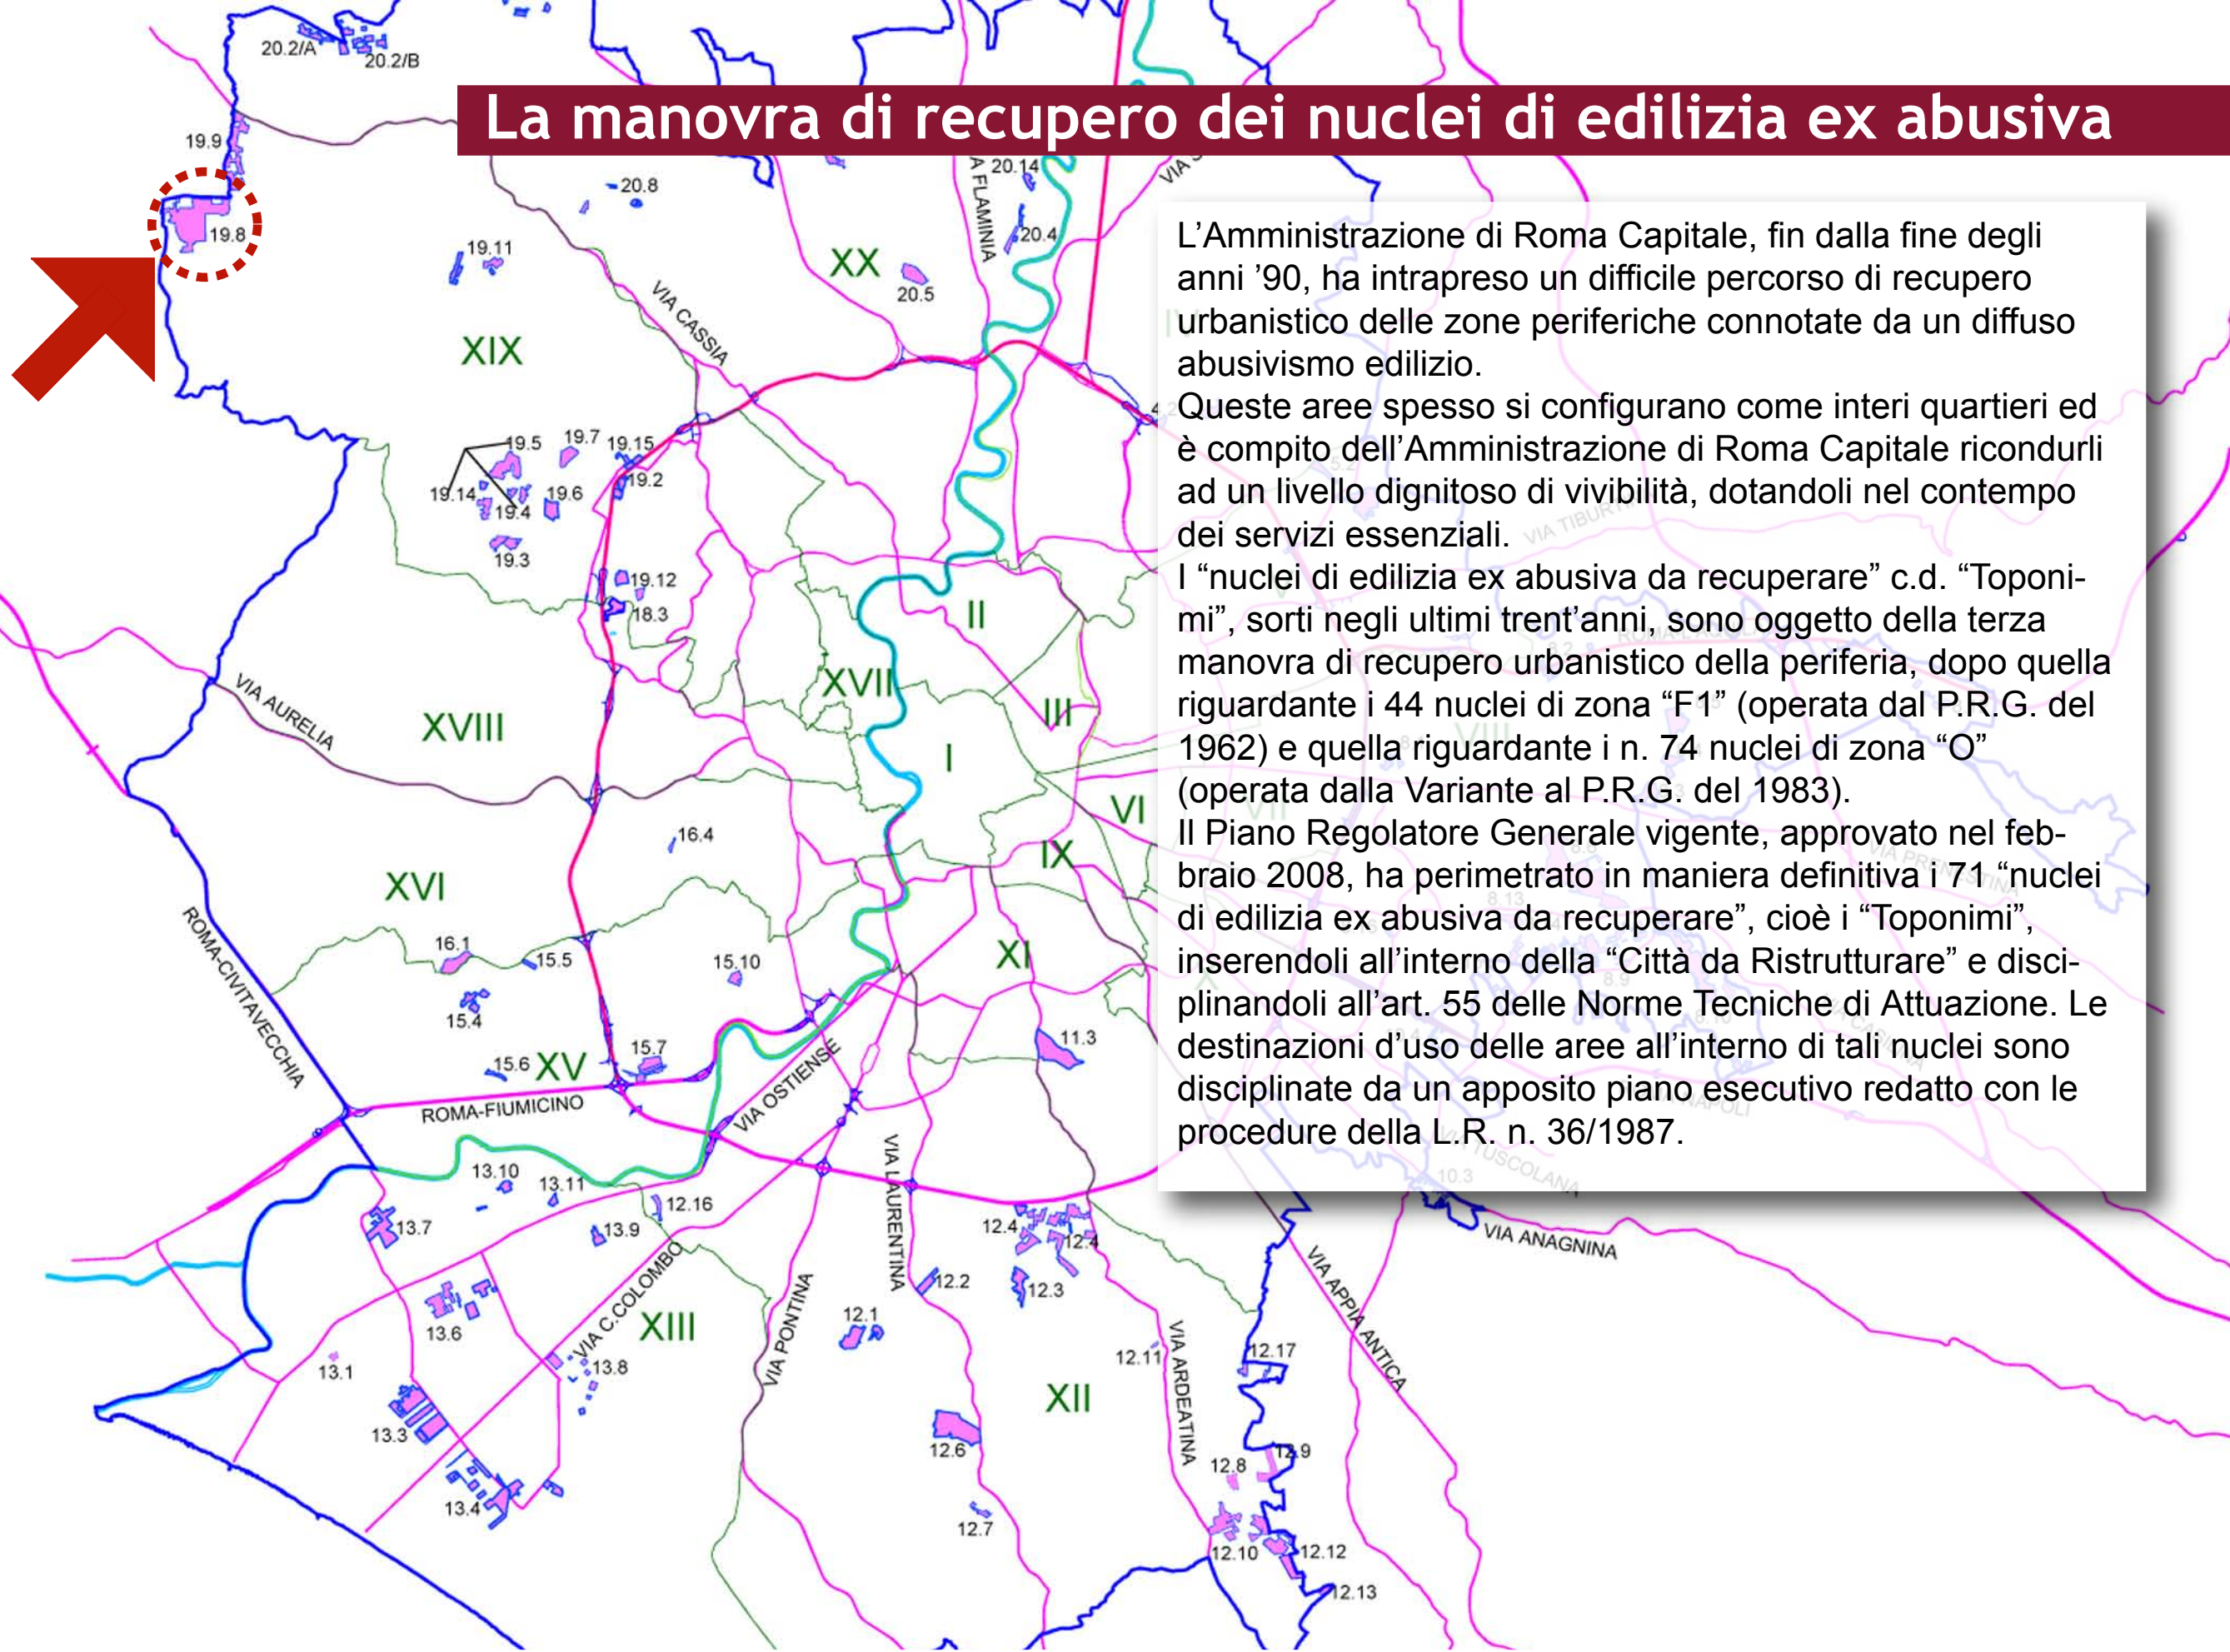 20.2/A
20.2/B
La manovra di recupero dei nuclei di edilizia ex abusiva
19.9
19.8
20.8
19.11
XX
20.5
20.14
20.4
VIA CASSIA
XIX
L’Amministrazione di Roma Capitale, fin dalla fine degli
anni ’90, ha intrapreso un difficile percorso di recupero
urbanistico delle zone periferiche connotate da un diffuso
abusivismo edilizio.
Queste aree spesso si configurano come interi quartieri ed
è compito dell’Amministrazione di Roma Capitale ricondurli
ad un livello dignitoso di vivibilità, dotandoli nel contempo
dei servizi essenziali.
I “nuclei di edilizia ex abusiva da recuperare” c.d. “Toponi-
mi”, sorti negli ultimi trent’anni, sono oggetto della terza
manovra di recupero urbanistico della periferia, dopo quella
riguardante i 44 nuclei di zona “F1” (operata dal P.R.G. del
1962) e quella riguardante i n. 74 nuclei di zona “O”
(operata dalla Variante al P.R.G. del 1983).
Il Piano Regolatore Generale vigente, approvato nel feb-
braio 2008, ha perimetrato in maniera definitiva i 71 “nuclei
di edilizia ex abusiva da recuperare”, cioè i “Toponimi”,
inserendoli all’interno della “Città da Ristrutturare” e disci-
plinandoli all’art. 55 delle Norme Tecniche di Attuazione. Le
destinazioni d’uso delle aree all’interno di tali nuclei sono
disciplinate da un apposito piano esecutivo redatto con le
procedure della L.R. n. 36/1987.
19.5
19.7
19.15
19.14
19.4
19.6
19.2
19.3
19.12
18.3
II
XVII
III
I
VIA AURELIA
XVIII
VI
IX
16.4
XVI
ROMA-CIVITAVECCHIA
16.1
15.5
15.10
XI
15.4
15.6
XV
15.7
11.3
ROMA-FIUMICINO
VIA OSTIENSE
VIA LAURENTINA
VIA TUSCOLANA
10.3
13.10
13.11
12.16
13.7
13.9
12.4
12.4
VIA ANAGNINA
VIA C.COLOMBO
VIA PONTINA
12.2
12.3
VIA APPIA ANTICA
13.6
XIII
12.1
13.1
13.8
12.11
VIA ARDEATINA
12.17
XII
13.3
12.6
12.9
12.8
13.4
12.7
12.10
12.12
12.13